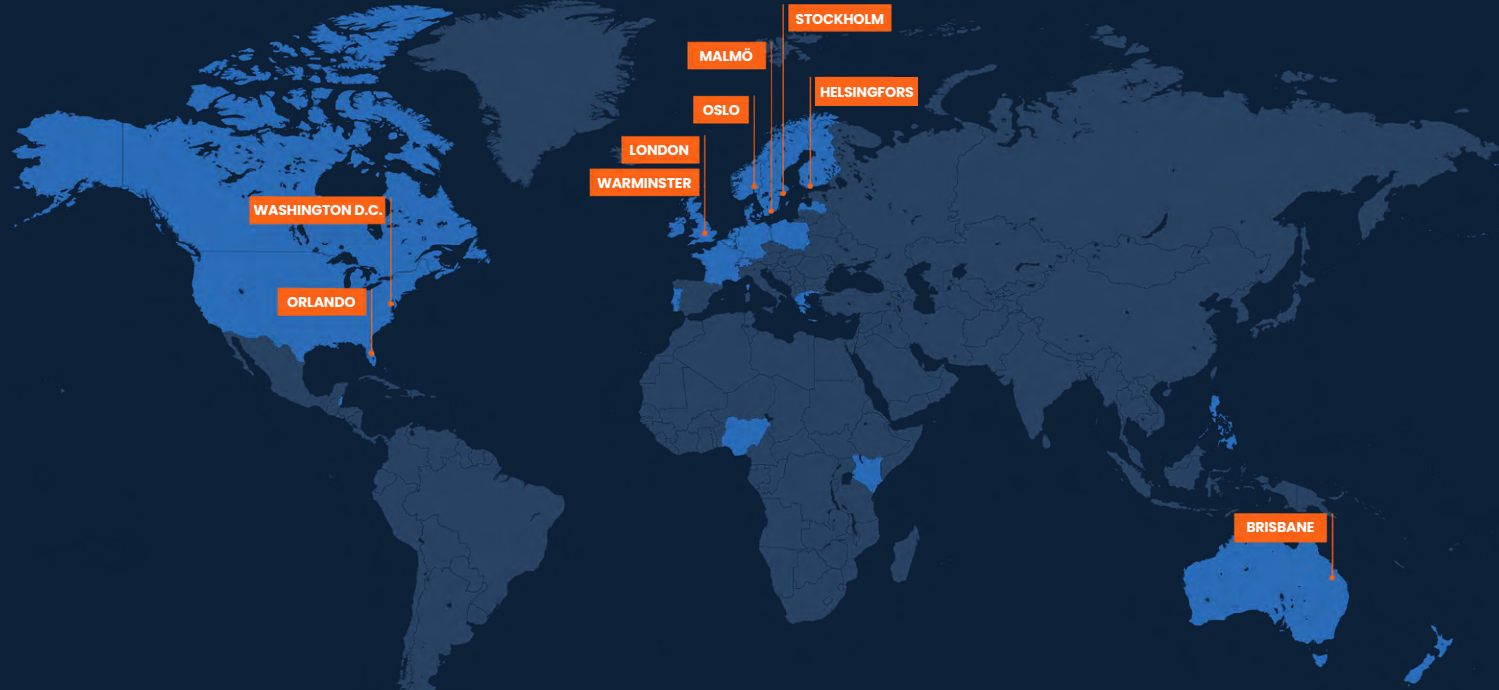 STOCKHOLM
MALMÖ
HELSINGFORS
OSLO
LONDON
WARMINSTER
WASHINGTON D.C.
ORLANDO
BRISBANE